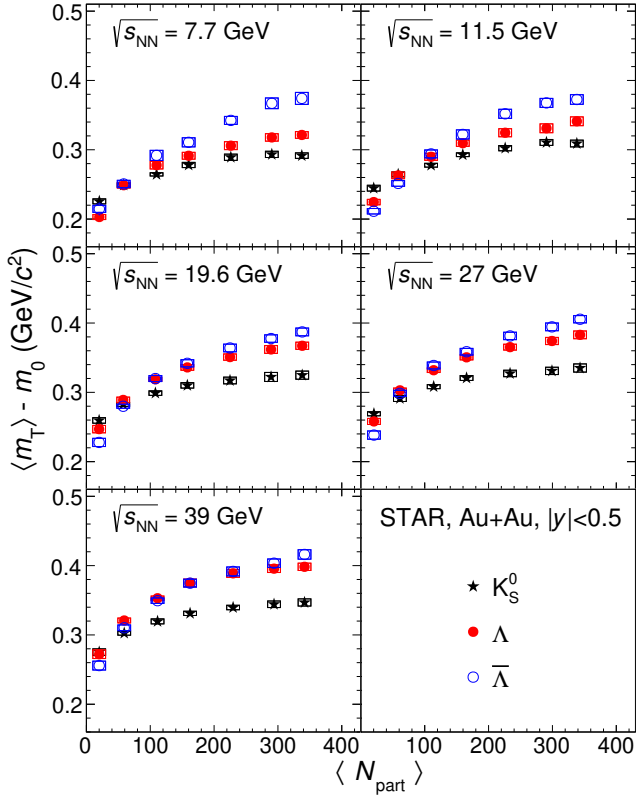 0.5
√sNN = 7.7 GeV
√sNN = 11.5 GeV
0.4
0.3
0.2
0.5
√sNN = 19.6 GeV
√sNN = 27 GeV
0.4
0.3
0.2
0.5
√sNN = 39 GeV
STAR, Au+Au, |y|<0.5
0.4
K⁰S
0.3
Λ
0.2
Λ̅
0 100 200 300 400
0 100 200 300 400
⟨mT⟩ - m0 (GeV/c²)
⟨ Npart ⟩